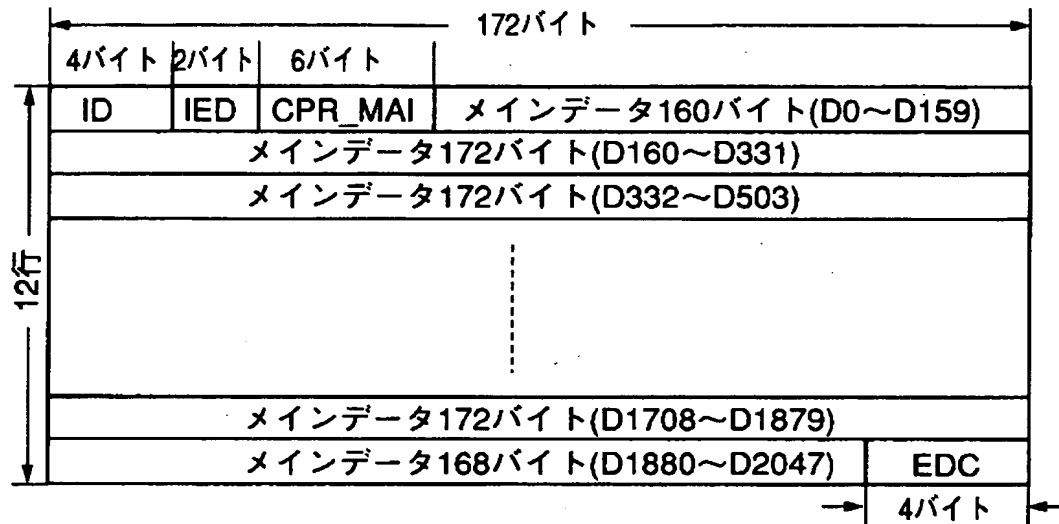 172バイト
4バイト 2バイト 6バイト
ID IED CPR_MAI メインデータ160バイト(D0～D159)
メインデータ172バイト(D160～D331)
メインデータ172バイト(D332～D503)
12行
メインデータ172バイト(D1708～D1879)
メインデータ168バイト(D1880～D2047) EDC
4バイト